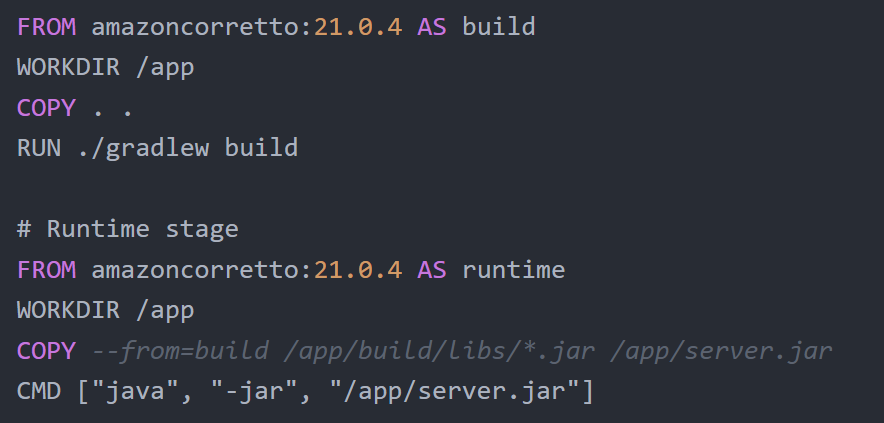 FROM amazoncorretto:21.0.4 AS build
WORKDIR /app
COPY . .
RUN ./gradlew build
# Runtime stage
FROM amazoncorretto:21.0.4 AS runtime
WORKDIR /app
COPY --from=build /app/build/libs/*.jar /app/server.jar
CMD ["java", "-jar", "/app/server.jar"]